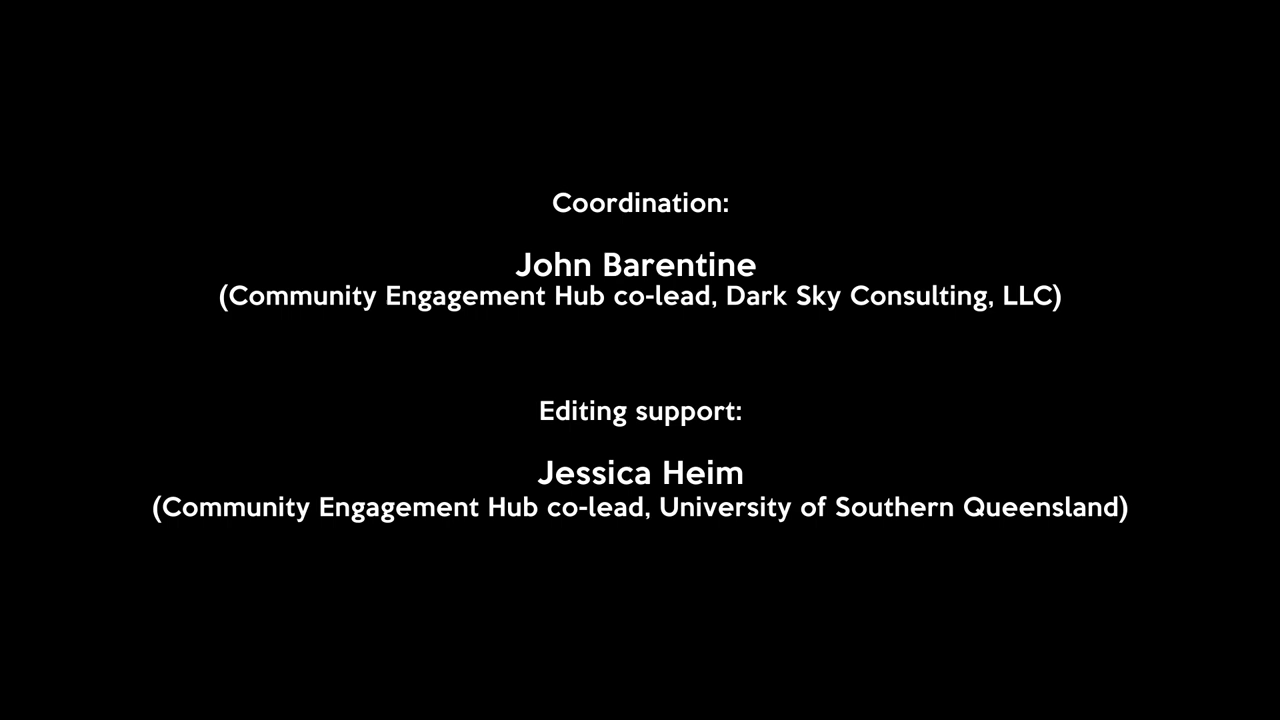 Coordination:
John Barentine
(Community Engagement Hub co-lead, Dark Sky Consulting, LLC)
Editing support:
Jessica Heim
(Community Engagement Hub co-lead, University of Southern Queensland)